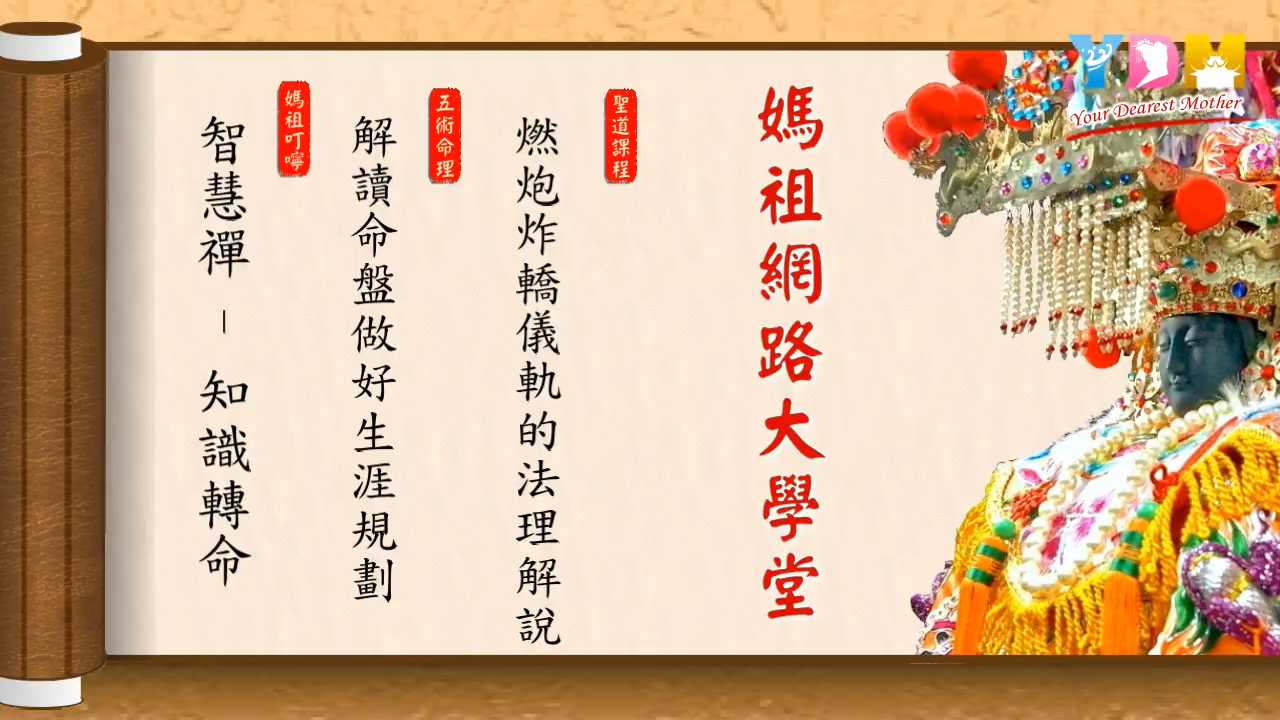 YDM
Your Dearest Mother
媽祖網路大學堂
聖道課程
燃炮炸轎儀軌的法理解說
五術命理
解讀命盤做好生涯規劃
媽祖叮嚀
智慧禪 – 知識轉命